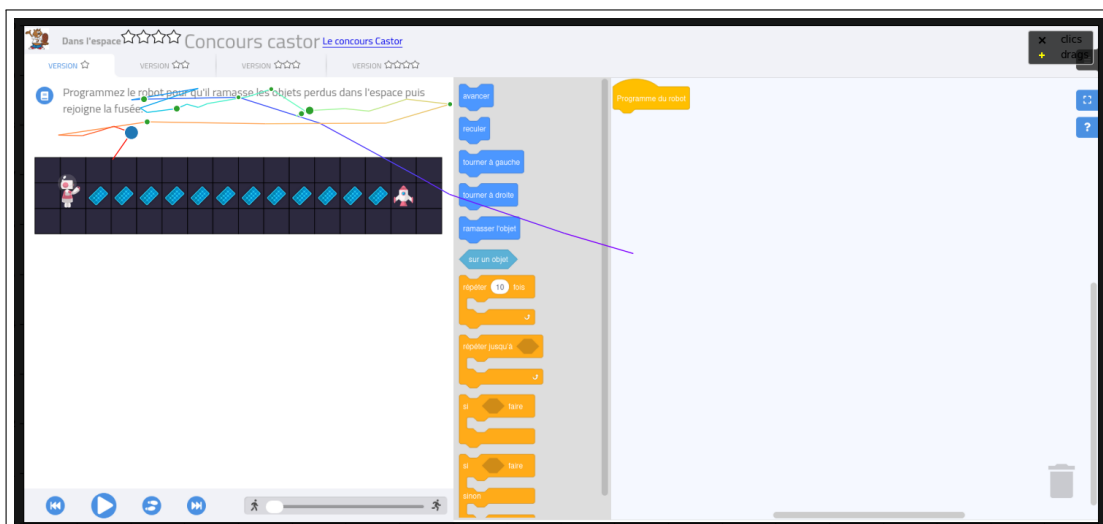 Dans l'espace Concours castor Le concours Castor
clics
drags
VERSION
VERSION
VERSION
VERSION
Programmez le robot pour qu'il ramasse les objets perdus dans l'espace puis
rejoigne la fusée.
avancer
reculer
tourner à gauche
tourner à droite
ramasser l'objet
sur un objet
répéter 10 fois
répéter jusqu'à
si faire
si faire
sinon
Programme du robot
?